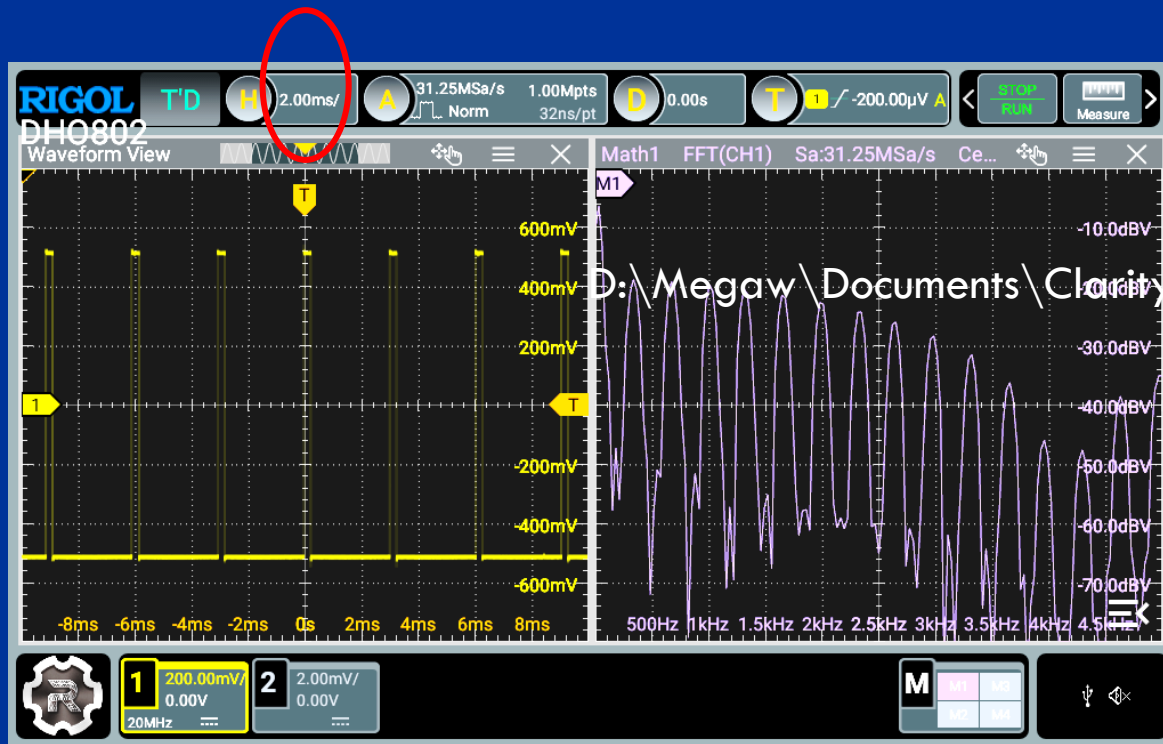 RIGOL T'D H 2.00ms/ A 31.25MSa/s 1.00Mpts D 0.00s T 1 -200.00µV A STOP
RUN Measure
Norm 32ns/pt
DHO802
Waveform View Math1 FFT(CH1) Sa:31.25MSa/s Ce...
T M1
600mV -10.0dBV
D:\Megaw\Documents\Clarity
400mV
200mV -30.0dBV
1 T -40.0dBV
-200mV -50.0dBV
-400mV -60.0dBV
-600mV -70.0dBV
-8ms -6ms -4ms -2ms 0s 2ms 4ms 6ms 8ms 500Hz 1kHz 1.5kHz 2kHz 2.5kHz 3kHz 3.5kHz 4kHz
R 1 200.00mV/ 2 2.00mV/ M M1 M3
0.00V 0.00V M2 M4
20MHz